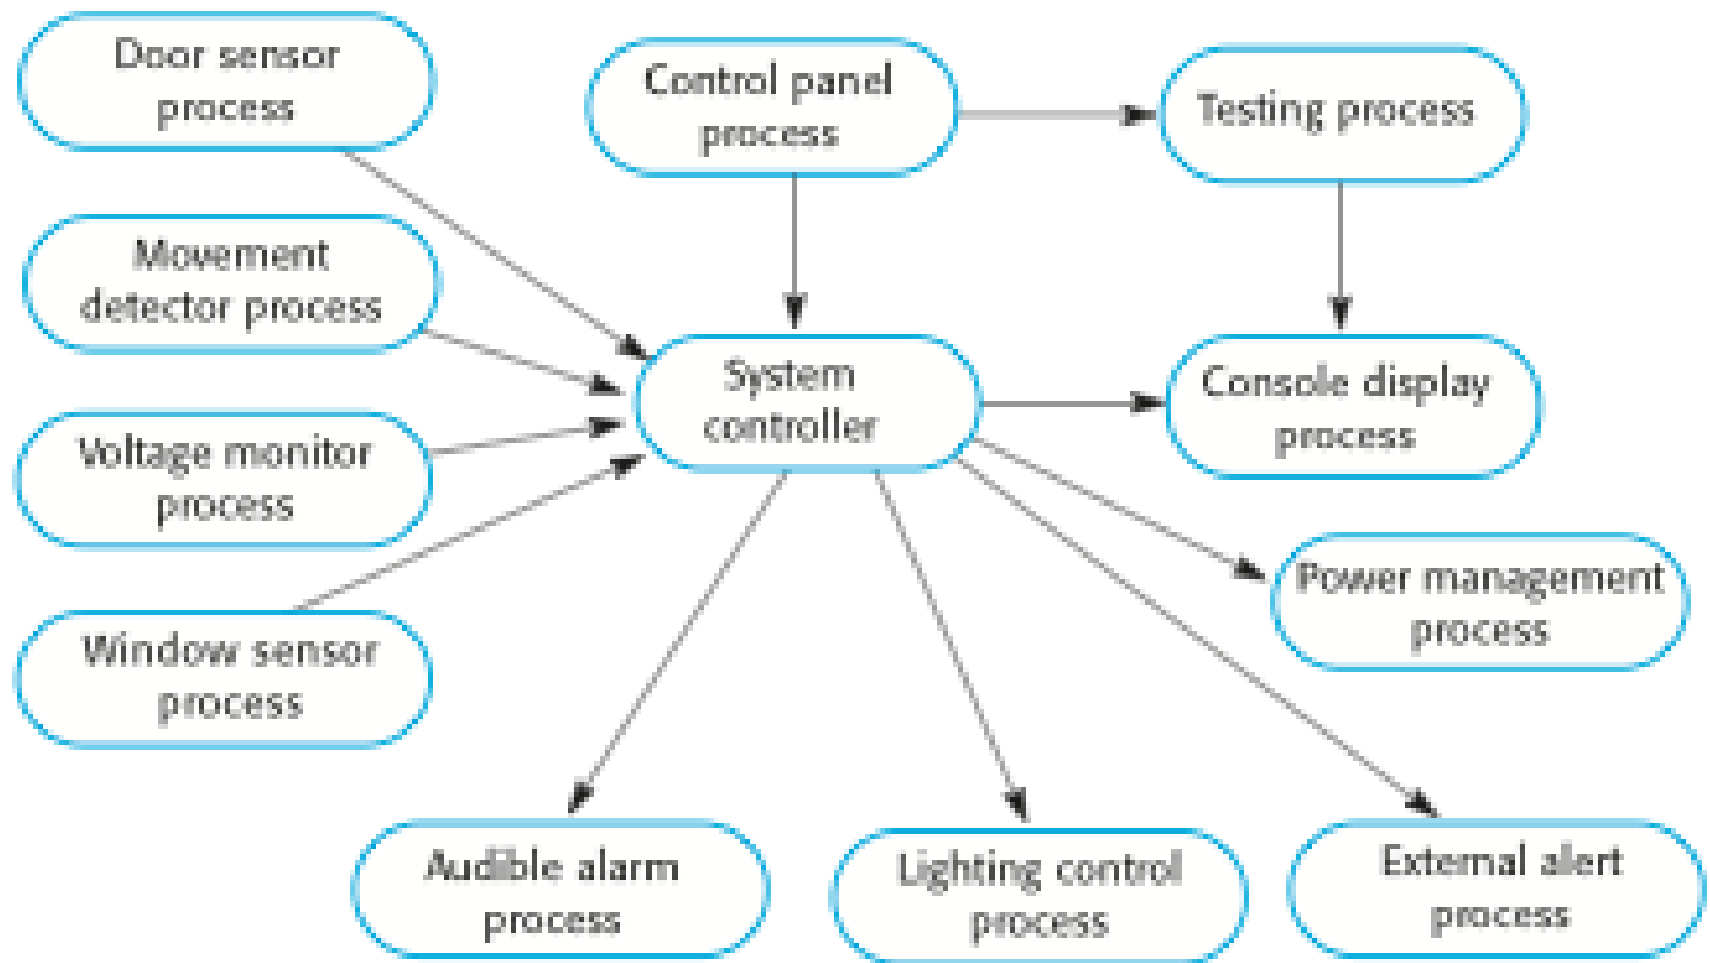 Door sensor
process
Control panel
process
Testing process
Movement
detector process
System
controller
Console display
process
Voltage monitor
process
Power management
process
Window sensor
process
Audible alarm
process
Lighting control
process
External alert
process